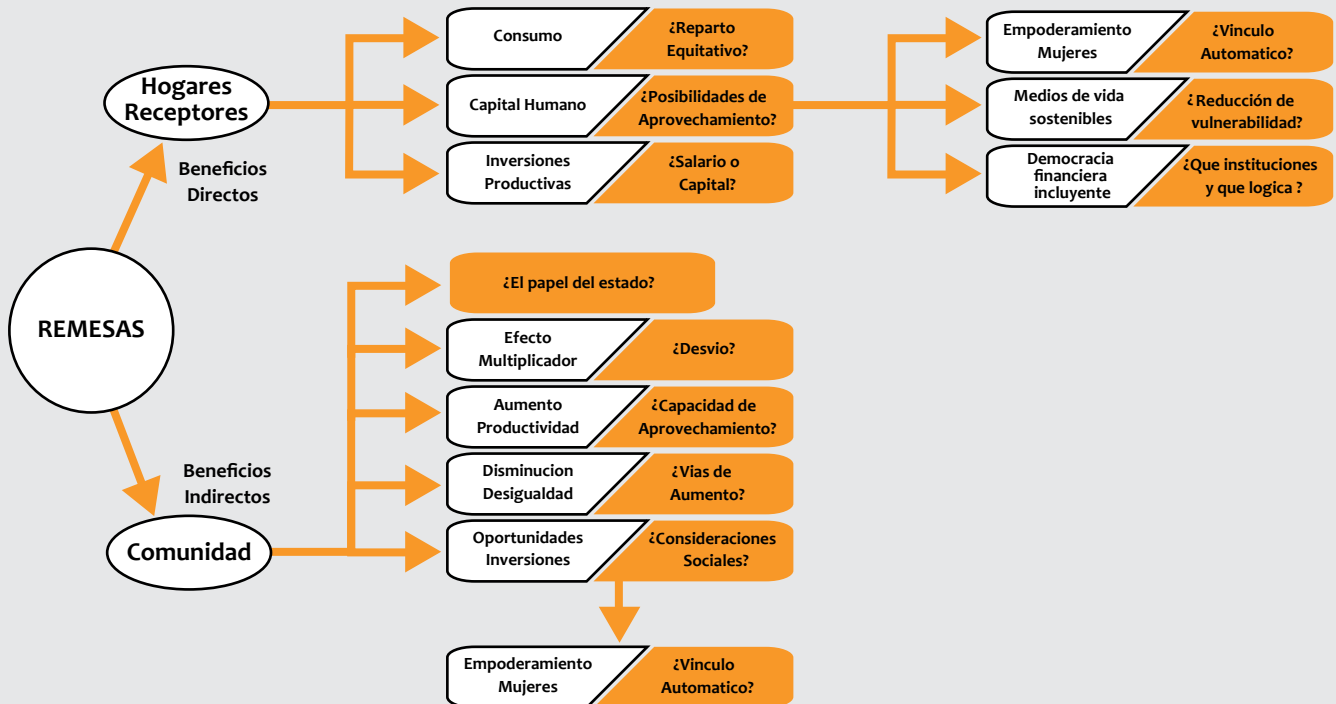 Hogares
Receptores
Beneficios
Directos
REMESAS
Beneficios
Indirectos
Comunidad
Consumo
¿Reparto
Equitativo?
Capital Humano
¿Posibilidades de
Aprovechamiento?
Inversiones
Productivas
¿Salario o
Capital?
Empoderamiento
Mujeres
¿Vinculo
Automatico?
Medios de vida
sostenibles
¿Reducción de
vulnerabilidad?
Democracia
financiera
incluyente
¿Que instituciones
y que logica ?
¿El papel del estado?
Efecto
Multiplicador
¿Desvio?
Aumento
Productividad
¿Capacidad de
Aprovechamiento?
Disminucion
Desigualdad
¿Vias de
Aumento?
Oportunidades
Inversiones
¿Consideraciones
Sociales?
Empoderamiento
Mujeres
¿Vinculo
Automatico?